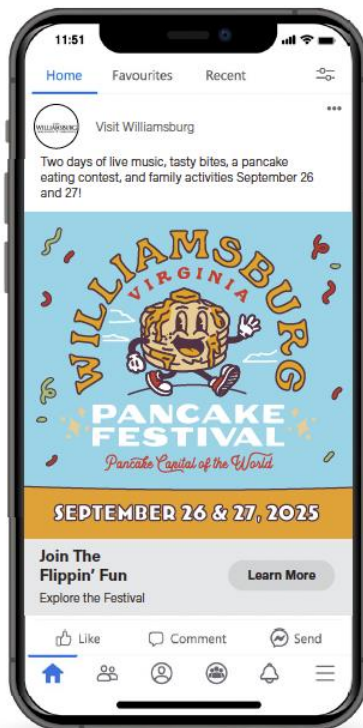 11:51
Home Favourites Recent
WILLIAMSBURG
Visit Williamsburg
Two days of live music, tasty bites, a pancake
eating contest, and family activities September 26
and 27!
WILLIAMSBURG
VIRGINIA
PANCAKE
FESTIVAL
Pancake Capital of the World
SEPTEMBER 26 & 27, 2025
Join The
Flippin’ Fun
Learn More
Explore the Festival
Like Comment Send